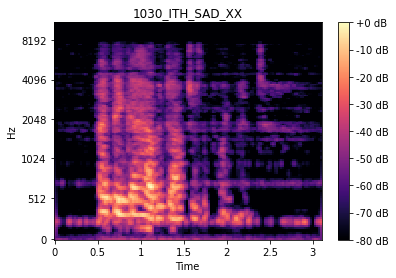 1030_ITH_SAD_XX
8192
4096
2048
1024
512
0
Hz
0
0.5
1
1.5
2
2.5
3
Time
+0 dB
-10 dB
-20 dB
-30 dB
-40 dB
-50 dB
-60 dB
-70 dB
-80 dB